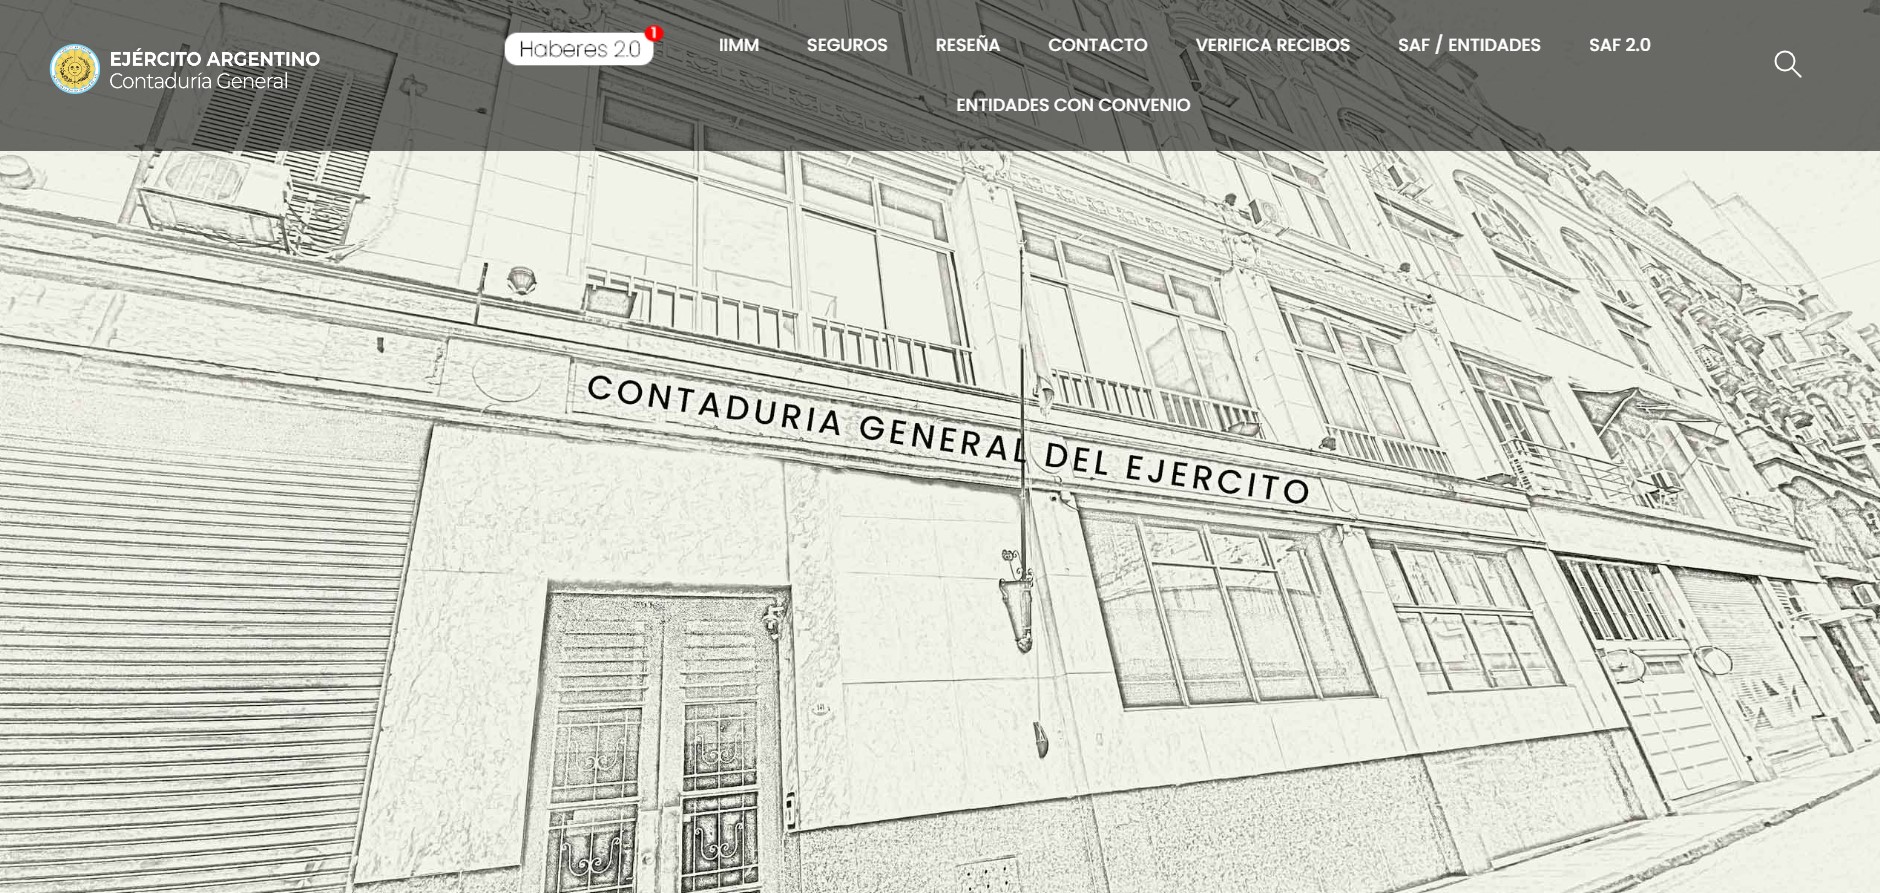 EJÉRCITO ARGENTINO
Contaduría General
Haberes 2.0
1
IIMM
SEGUROS
RESEÑA
CONTACTO
VERIFICA RECIBOS
SAF / ENTIDADES
SAF 2.0
ENTIDADES CON CONVENIO
CONTADURIA GENERAL DEL EJERCITO